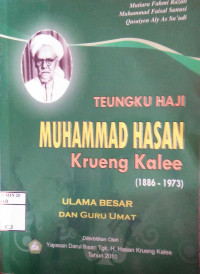 Mutiara Fahmi Razali
Muhammad Faisal Sanusi
Qusaiyen Aly As Su'adi
TEUNGKU HAJI
MUHAMMAD HASAN
Krueng Kalee
(1886 - 1973)
ULAMA BESAR
DAN GURU UMAT
Diterbitkan Oleh :
Yayasan Darul Ihsan Tgk. H. Hasan Krueng Kalee
Tahun 2010